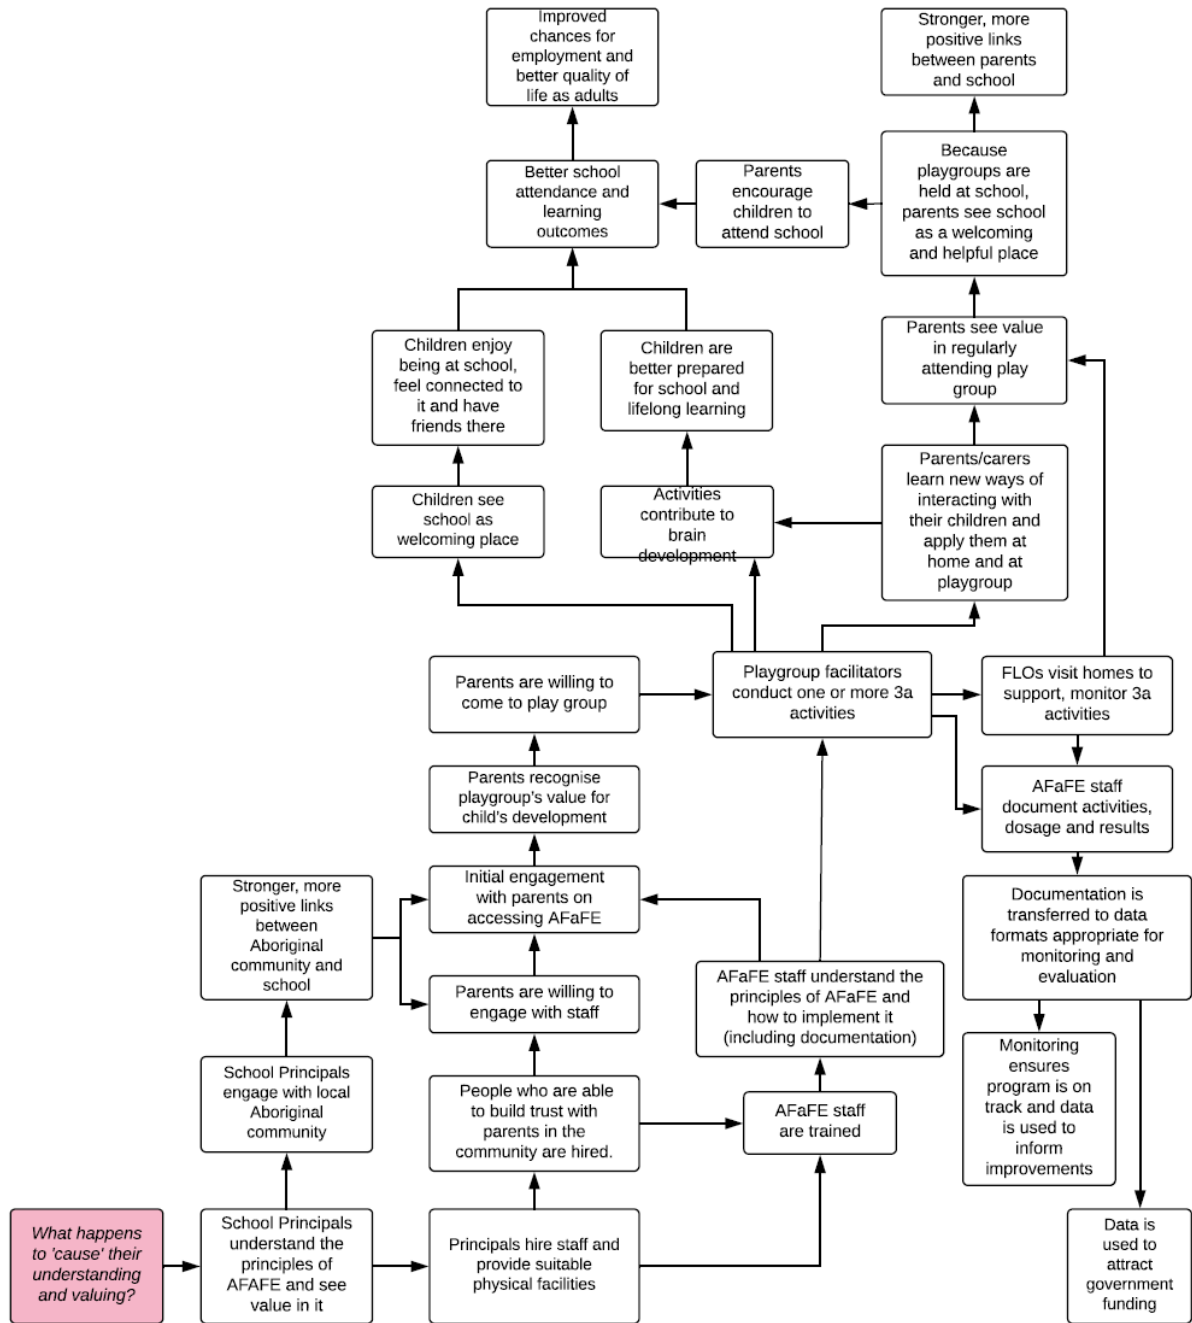 Improved
chances for
employment and
better quality of
life as adults
Stronger, more
positive links
between parents
and school
Better school
attendance and
learning
outcomes
Parents
encourage
children to
attend school
Because
playgroups are
held at school,
parents see school
as a welcoming
and helpful place
Children enjoy
being at school,
feel connected to
it and have
friends there
Children are
better prepared
for school and
lifelong learning
Parents see value
in regularly
attending play
group
Children see
school as
welcoming place
Activities
contribute to
brain
development
Parents/carers
learn new ways of
interacting with
their children and
apply them at
home and at
playgroup
Parents are willing to
come to play group
Playgroup facilitators
conduct one or more 3a
activities
FLOs visit homes to
support, monitor 3a
activities
Parents recognise
playgroup's value for
child's development
AFaFE staff
document activities,
dosage and results
Stronger, more
positive links
between
Aboriginal
community and
school
Initial engagement
with parents on
accessing AFaFE
Documentation is
transferred to data
formats appropriate for
monitoring and
evaluation
Parents are willing to
engage with staff
AFaFE staff understand the
principles of AFaFE and
how to implement it
(including documentation)
School Principals
engage with local
Aboriginal
community
People who are able
to build trust with
parents in the
community are hired.
AFaFE staff
are trained
Monitoring
ensures
program is on
track and data
is used to
inform
improvements
What happens
to 'cause' their
understanding
and valuing?
School Principals
understand the
principles of
AFAFE and see
value in it
Principals hire staff and
provide suitable
physical facilities
Data is
used to
attract
government
funding